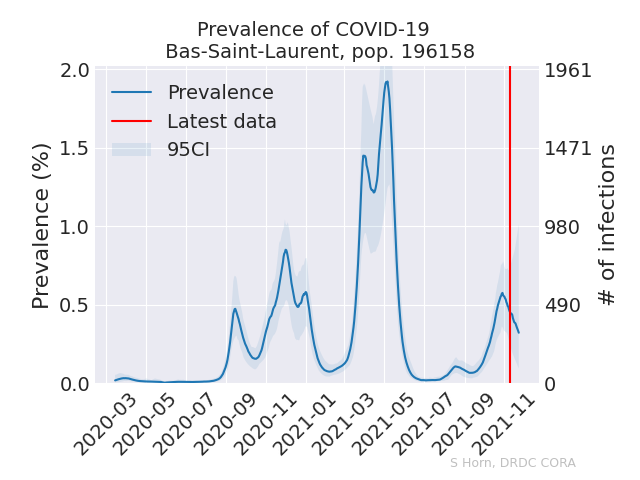 Prevalence of COVID-19
Bas-Saint-Laurent, pop. 196158
Prevalence (%)
2.0
1.5
1.0
0.5
0.0
Prevalence
Latest data
95CI
1961
1471
980
490
0
# of infections
2020-03
2020-05
2020-07
2020-09
2020-11
2021-01
2021-03
2021-05
2021-07
2021-09
2021-11
S Horn, DRDC CORA